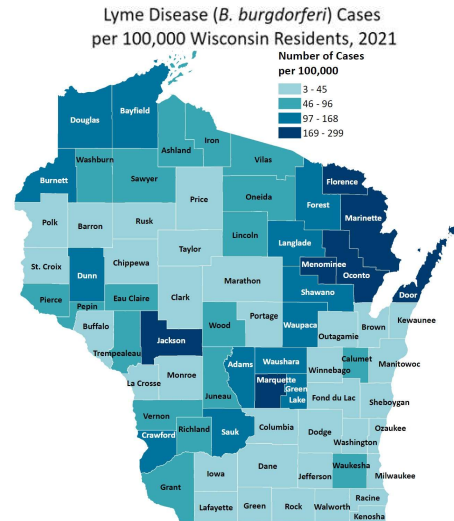 Lyme Disease (B. burgdorferi) Cases
per 100,000 Wisconsin Residents, 2021
Number of Cases
per 100,000
3 - 45
46 - 96
97 - 168
169 - 299
Douglas
Bayfield
Ashland
Iron
Vilas
Washburn
Sawyer
Burnett
Price
Oneida
Forest
Florence
Marinette
Polk
Barron
Rusk
Lincoln
Langlade
Taylor
Chippewa
St. Croix
Dunn
Menominee
Oconto
Marathon
Shawano
Door
Pierce
Pepin
Eau Claire
Clark
Buffalo
Trempealeau
Jackson
Wood
Portage
Waupaca
Outagamie
Brown
Kewaunee
La Crosse
Monroe
Juneau
Adams
Waushara
Marquette
Green
Lake
Winnebago
Calumet
Manitowoc
Fond du Lac
Sheboygan
Vernon
Crawford
Richland
Sauk
Columbia
Dodge
Washington
Ozaukee
Grant
Iowa
Dane
Jefferson
Waukesha
Milwaukee
Lafayette
Green
Rock
Walworth
Racine
Kenosha